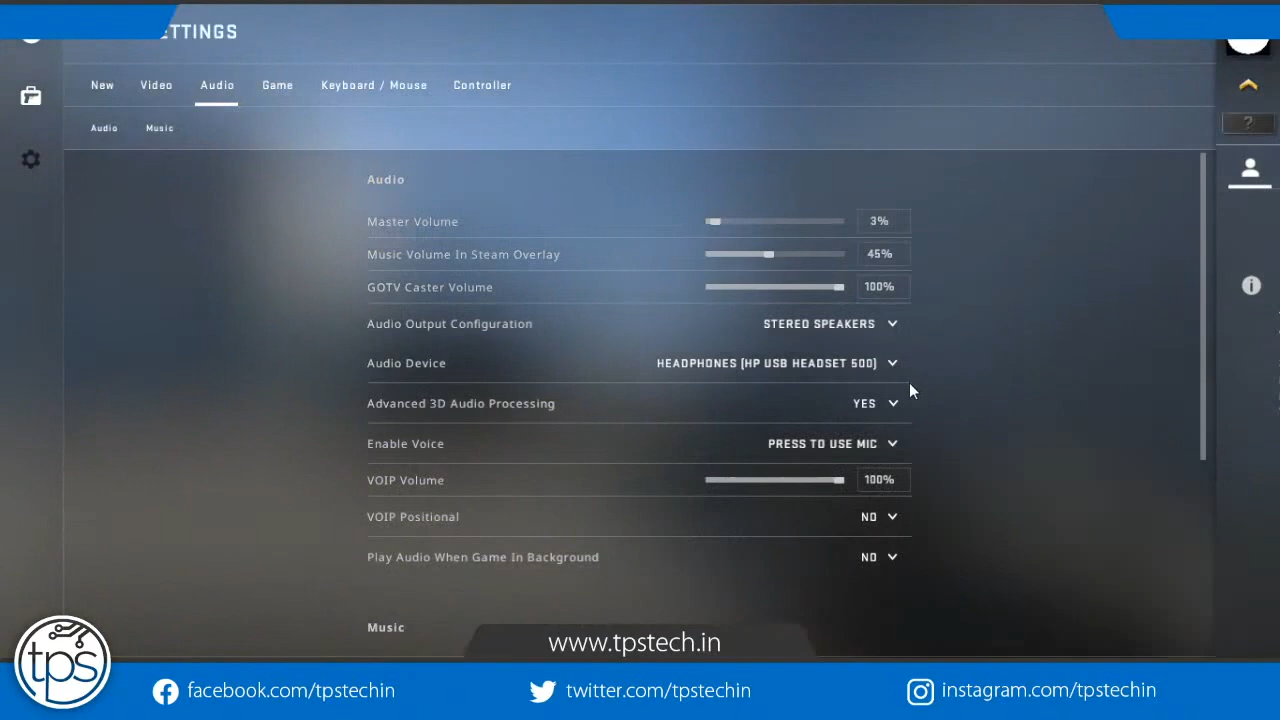 ETTINGS
New Video Audio Game Keyboard / Mouse Controller
?
Audio Music
Audio
Master Volume 3%
Music Volume In Steam Overlay 45%
GOTV Caster Volume 100%
Audio Output Configuration STEREO SPEAKERS
Audio Device HEADPHONES (HP USB HEADSET 500)
Advanced 3D Audio Processing YES
Enable Voice PRESS TO USE MIC
VOIP Volume 100%
VOIP Positional NO
Play Audio When Game In Background NO
Music
www.tpstech.in
tps
facebook.com/tpstechin twitter.com/tpstechin instagram.com/tpstechin